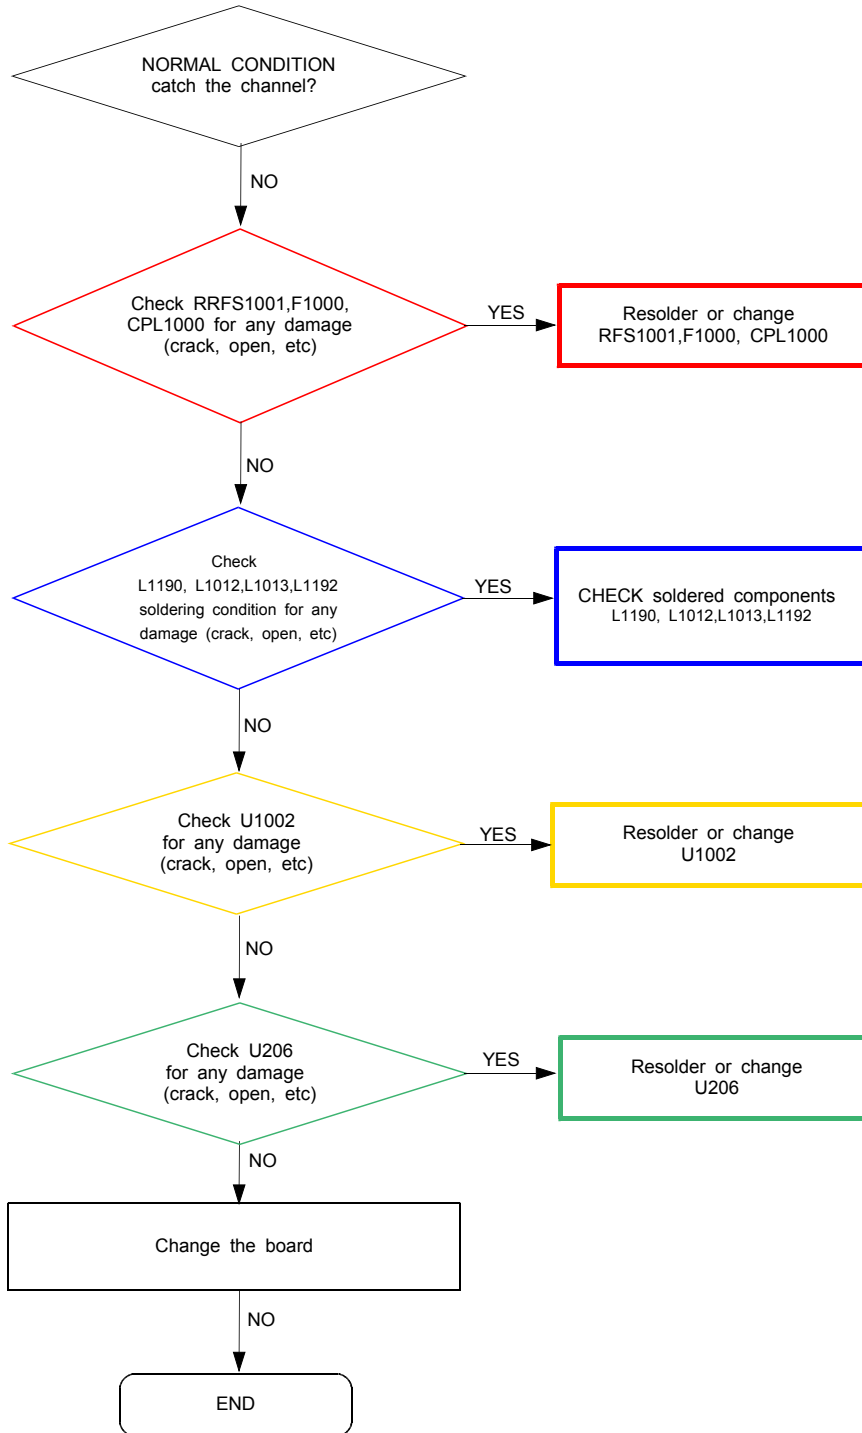 NORMAL CONDITION
catch the channel?
NO
Check RRFS1001,F1000,
CPL1000 for any damage
(crack, open, etc)
YES
Resolder or change
RFS1001,F1000, CPL1000
NO
Check
L1190, L1012,L1013,L1192
soldering condition for any
damage (crack, open, etc)
YES
CHECK soldered components
L1190, L1012,L1013,L1192
NO
Check U1002
for any damage
(crack, open, etc)
YES
Resolder or change
U1002
NO
Check U206
for any damage
(crack, open, etc)
YES
Resolder or change
U206
NO
Change the board
NO
END